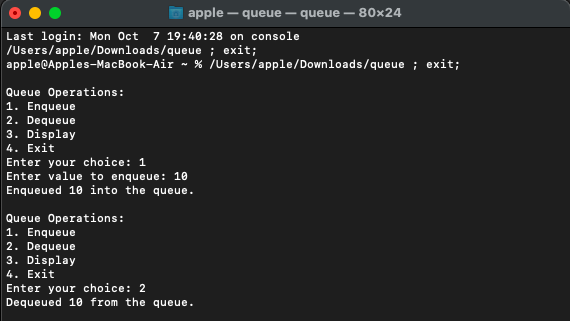 apple — queue — queue — 80×24
Last login: Mon Oct  7 19:40:28 on console
/Users/apple/Downloads/queue ; exit;
apple@Apples-MacBook-Air ~ % /Users/apple/Downloads/queue ; exit;

Queue Operations:
1. Enqueue
2. Dequeue
3. Display
4. Exit
Enter your choice: 1
Enter value to enqueue: 10
Enqueued 10 into the queue.

Queue Operations:
1. Enqueue
2. Dequeue
3. Display
4. Exit
Enter your choice: 2
Dequeued 10 from the queue.